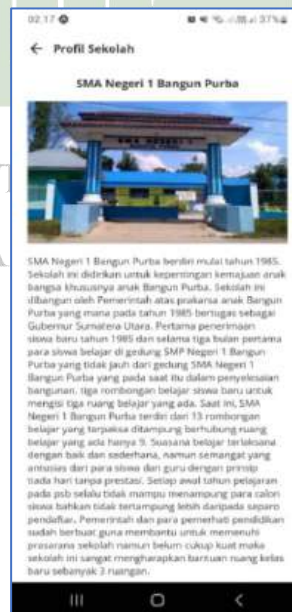 02.17
37%
← Profil Sekolah
SMA Negeri 1 Bangun Purba
SMA NEGERI 1
SMA Negeri 1 Bangun Purba berdiri mulai tahun 1985.
Sekolah ini didirikan untuk kepentingan kemajuan anak
bangsa khususnya anak Bangun Purba. Sekolah ini
dibangun oleh Pemerintah atas prakarsa anak Bangun
Purba yang mana pada tahun 1985 bertugas sebagai
Gubernur Sumatera Utara. Pertama penerimaan
siswa baru tahun 1985 dan selama tiga bulan pertama
para siswa belajar di gedung SMP Negeri 1 Bangun
Purba yang tidak jauh dari gedung SMA Negeri 1
Bangun Purba yang pada saat itu dalam penyelesaian
bangunan. tiga rombongan belajar siswa baru untuk
mengisi tiga ruang belajar yang ada. Saat ini, SMA
Negeri 1 Bangun Purba terdiri dari 13 rombongan
belajar yang terpaksa ditampung berhubung ruang
belajar yang ada hanya 9. Suasana belajar terlaksana
dengan baik dan sederhana, namun semangat yang
antusias dari para siswa dan guru dengan prinsip
tiada hari tanpa prestasi. Setiap awal tahun pelajaran
pada psb selalu tidak mampu menampung para calon
siswa bahkan tidak tertampung lebih daripada separo
pendaftar. Pemerintah dan para pemerhati pendidikan
sudah berbuat guna membantu untuk memenuhi
prasarana sekolah namun belum cukup kuat maka
sekolah ini sangat mengharapkan bantuan ruang kelas
baru sebanyak 3 ruangan.